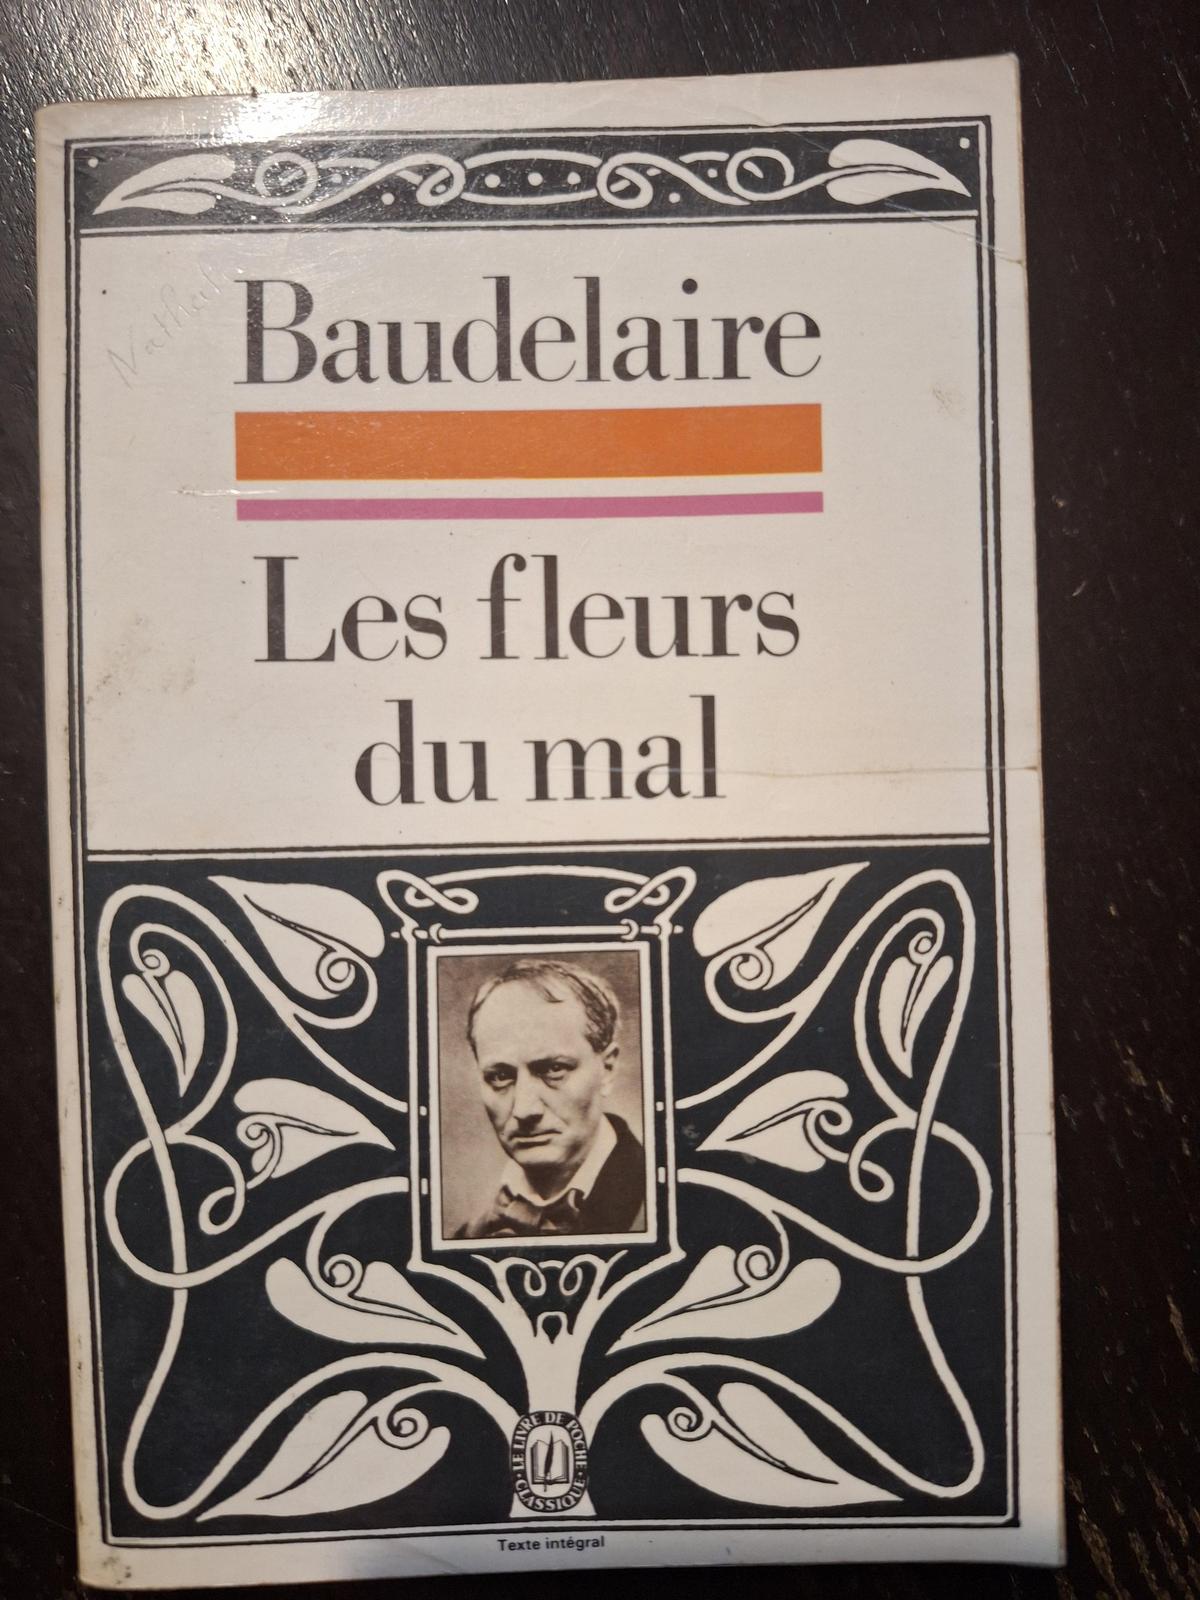 Baudelaire
Les fleurs
du mal
LE LIVRE DE POCHE
CLASSIQUE
Texte intégral